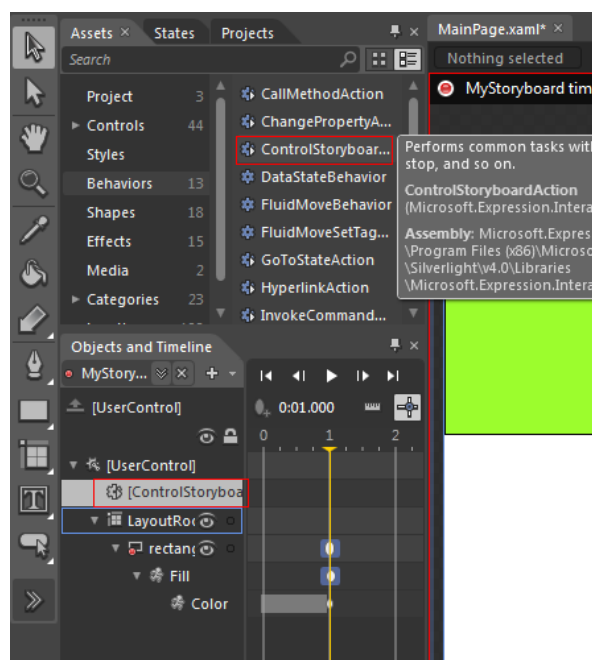 Assets × States Projects
Search
Project 3
Controls 44
Styles
Behaviors 13
Shapes 18
Effects 15
Media 2
Categories 23
CallMethodAction
ChangePropertyA...
ControlStoryboar...
DataStateBehavior
FluidMoveBehavior
FluidMoveSetTag...
GoToStateAction
HyperlinkAction
InvokeCommand...
MainPage.xaml* ×
Nothing selected
MyStoryboard tim
Performs common tasks with
stop, and so on.
ControlStoryboardAction
(Microsoft.Expression.Intera
Assembly: Microsoft.Expres
\Program Files (x86)\Microso
\Silverlight\v4.0\Libraries
\Microsoft.Expression.Intera
Objects and Timeline
MyStory...
[UserControl] 0:01.000
0 1 2
[UserControl]
[ControlStoryboa
LayoutRo
rectang
Fill
Color